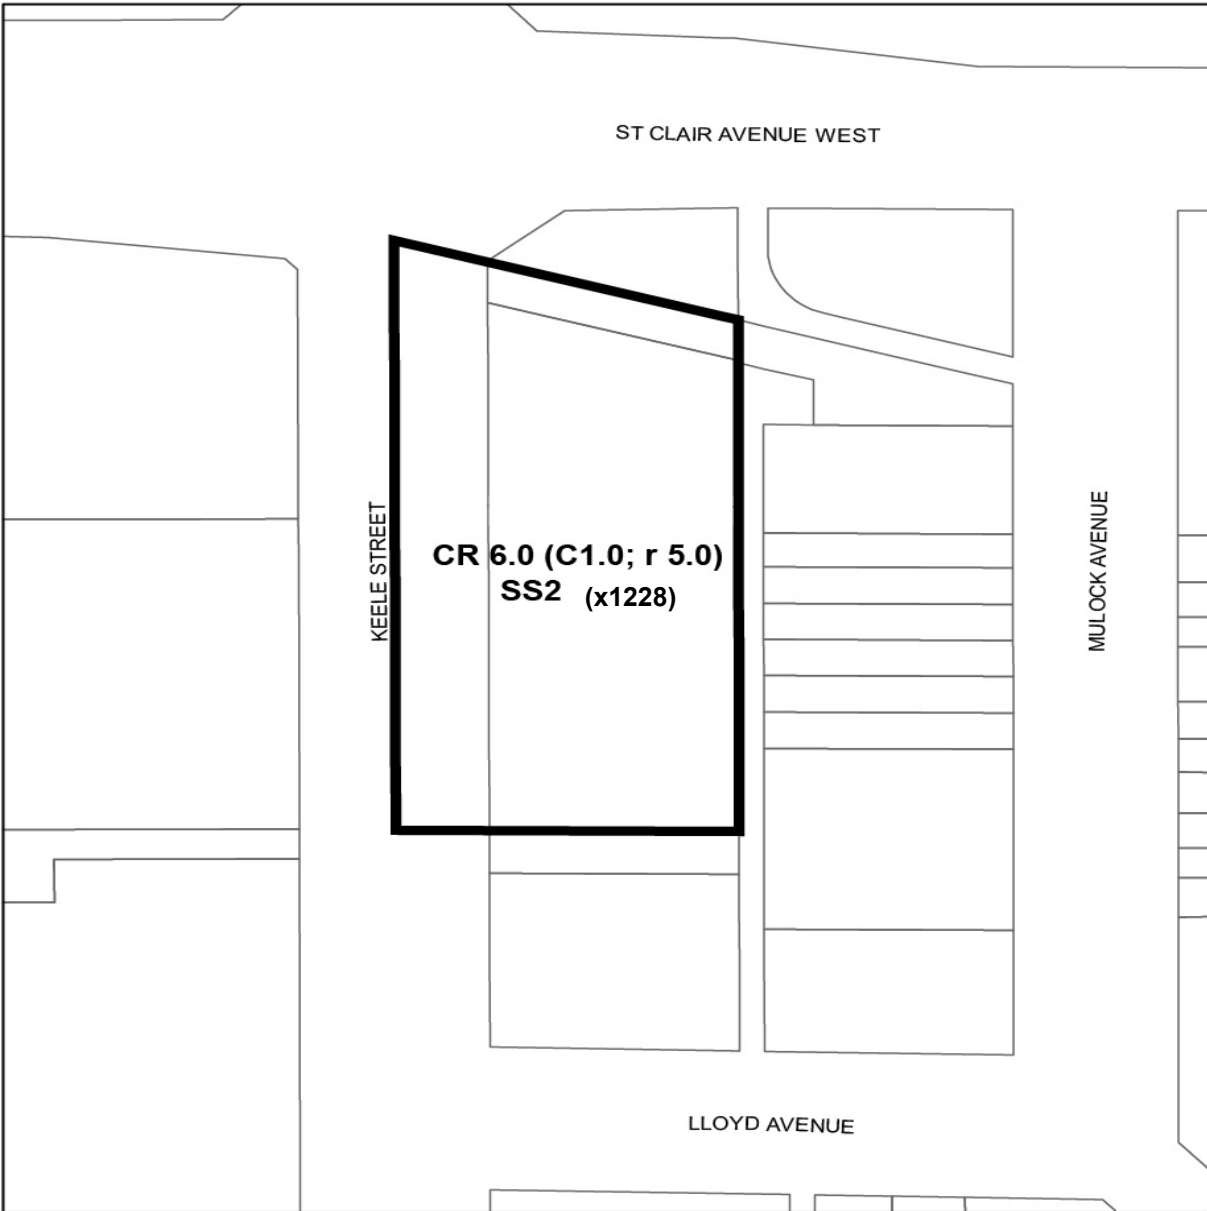 ST CLAIR AVENUE WEST
KEELE STREET
CR 6.0 (C1.0; r 5.0)
SS2 (x1228)
MULOCK AVENUE
LLOYD AVENUE